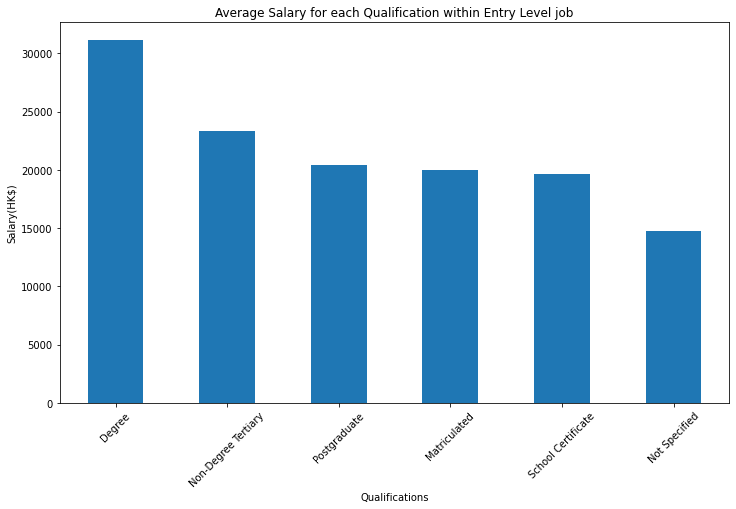 Average Salary for each Qualification within Entry Level job
Salary(HK$)
30000
25000
20000
15000
10000
5000
0
Degree
Non-Degree Tertiary
Postgraduate
Matriculated
School Certificate
Not Specified
Qualifications